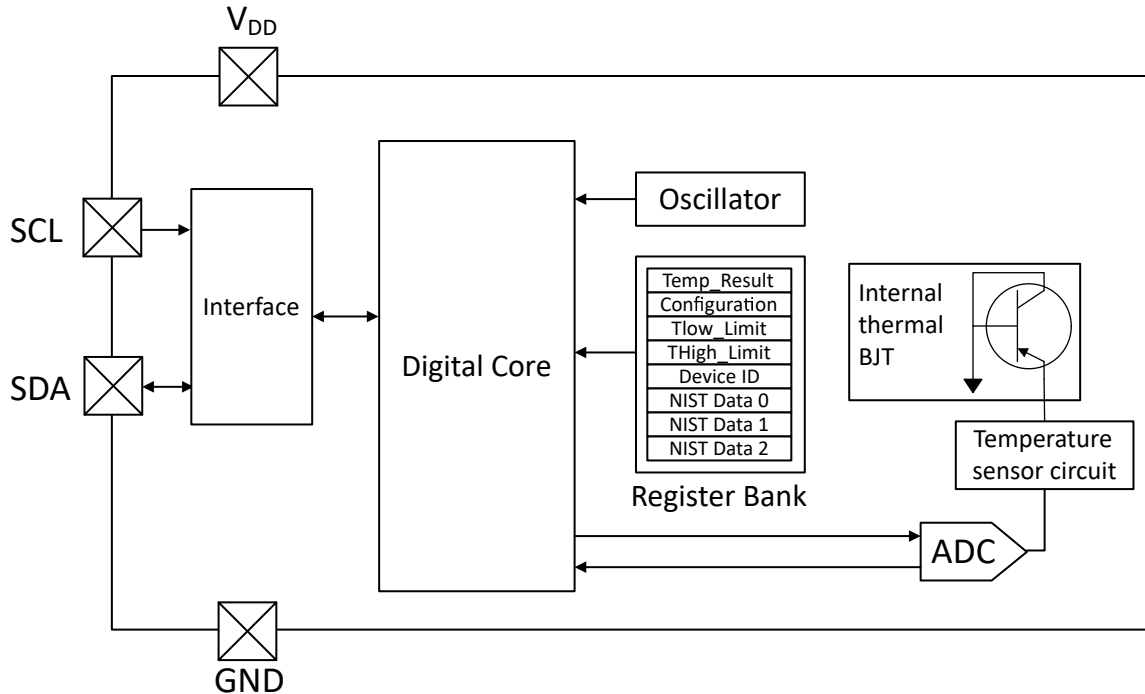 VDD
SCL
SDA
Interface
Digital Core
Oscillator
Temp_Result
Configuration
Tlow_Limit
THigh_Limit
Device ID
NIST Data 0
NIST Data 1
NIST Data 2
Register Bank
Internal
thermal
BJT
Temperature
sensor circuit
ADC
GND